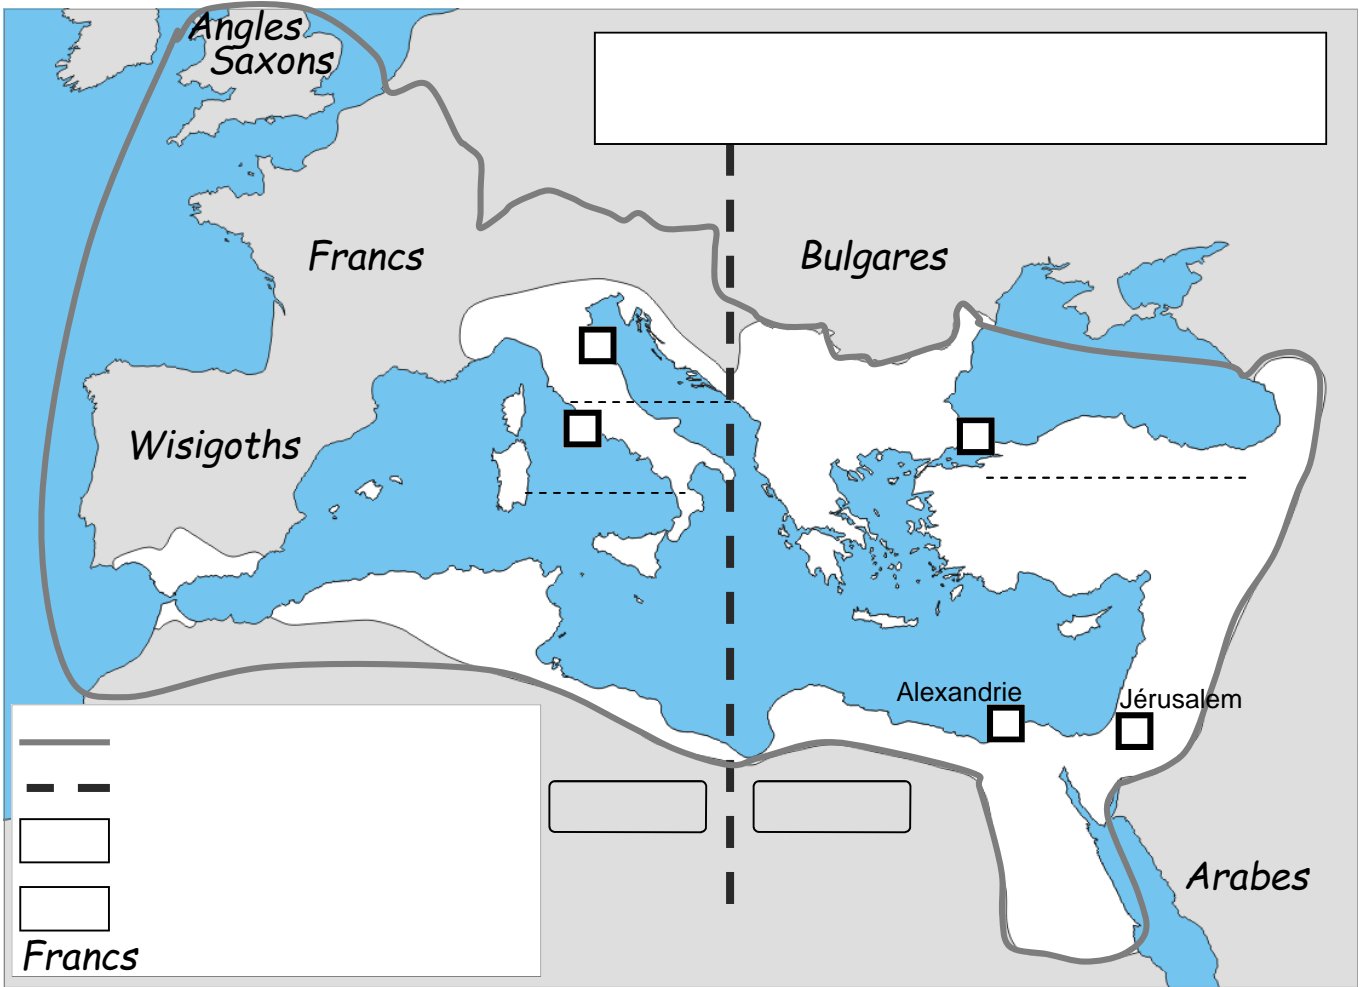 Angles
Saxons
Francs
Bulgares
Wisigoths
Alexandrie
Jérusalem
Arabes
Francs